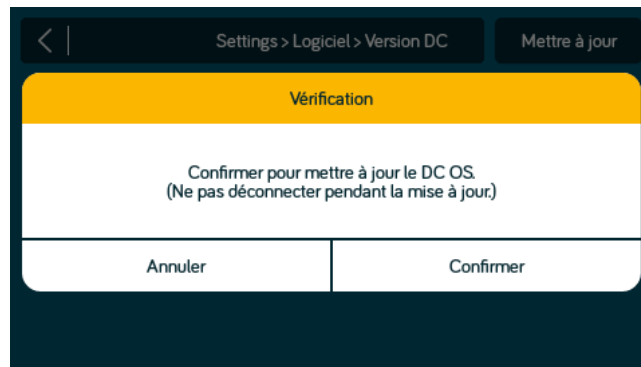 Settings > Logiciel > Version DC
Mettre à jour
Vérification
Confirmer pour mettre à jour le DC OS.
(Ne pas déconnecter pendant la mise à jour.)
Annuler
Confirmer